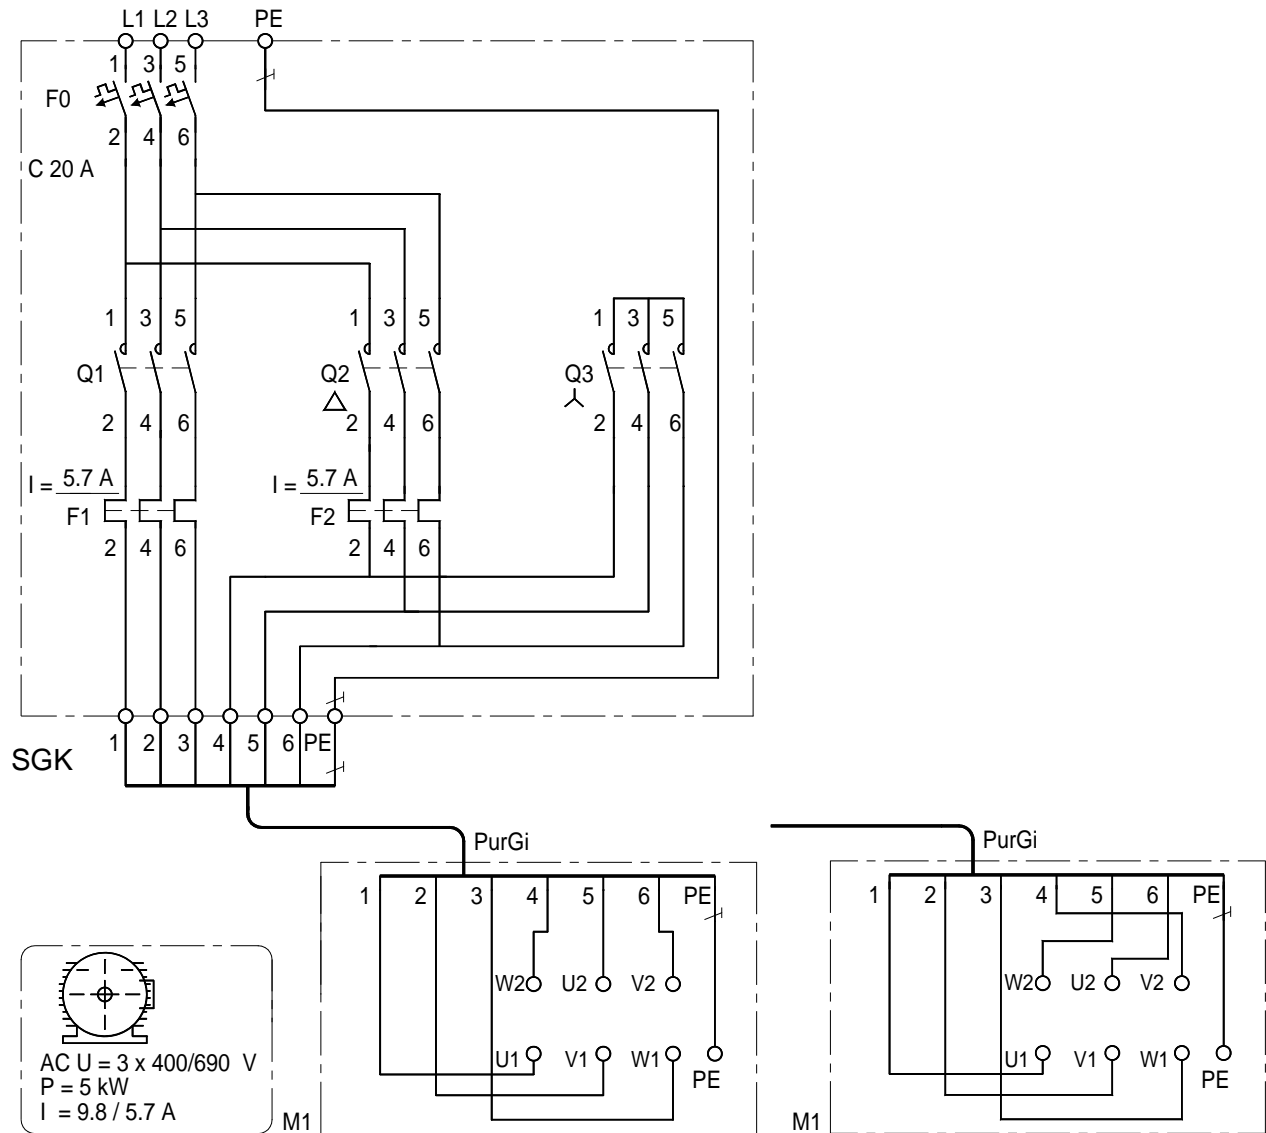 L1 L2 L3 PE
1 3 5
F0
2 4 6
C 20 A
1 3 5 1 3 5 1 3 5
Q1 Q2 Q3
2 4 6 2 4 6 2 4 6
I = 5.7 A I = 5.7 A
F1 F2
2 4 6 2 4 6
1 2 3 4 5 6 PE
SGK
PurGi PurGi
1 2 3 4 5 6 PE
1 2 3 4 5 6 PE
W2 U2 V2
W2 U2 V2
U1 V1 W1
PE
U1 V1 W1
PE
AC U = 3 x 400/690 V
P = 5 kW
I = 9.8 / 5.7 A
M1 M1